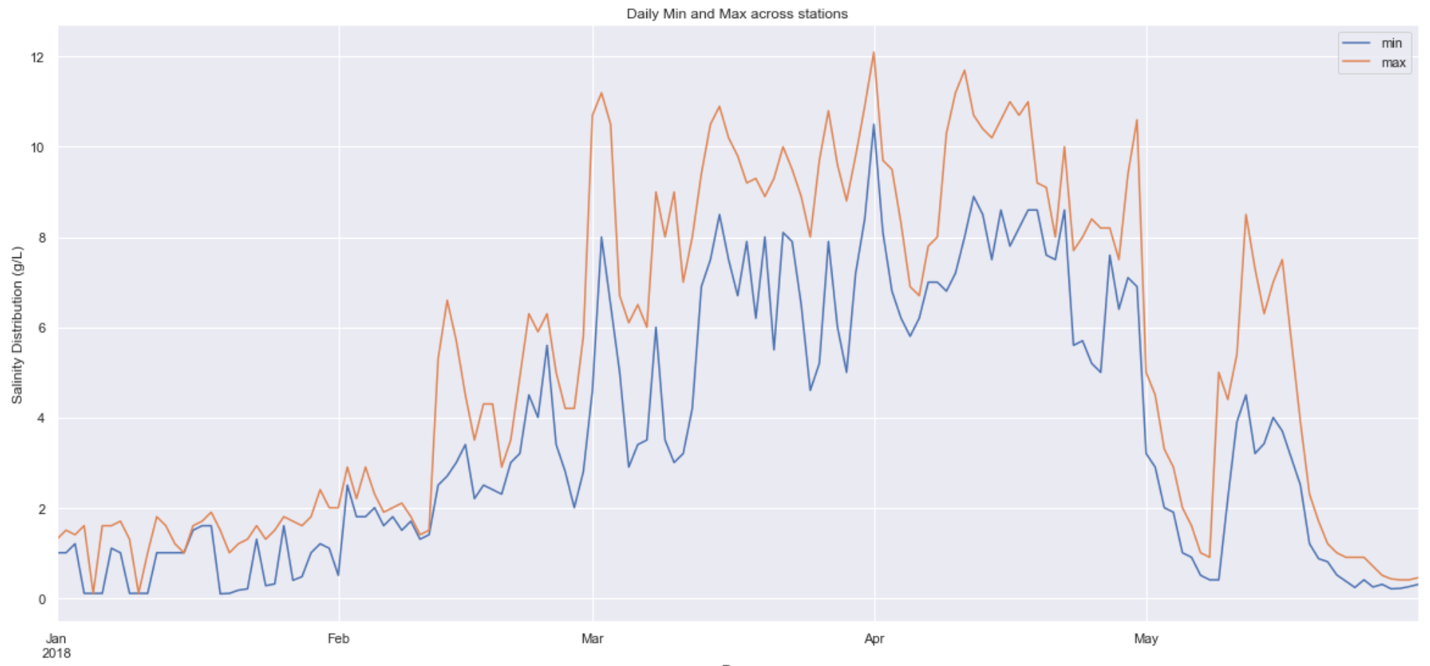 Daily Min and Max across stations
min
max
Salinity Distribution (g/L)
12
10
8
6
4
2
0
Jan Feb Mar Apr May
2018